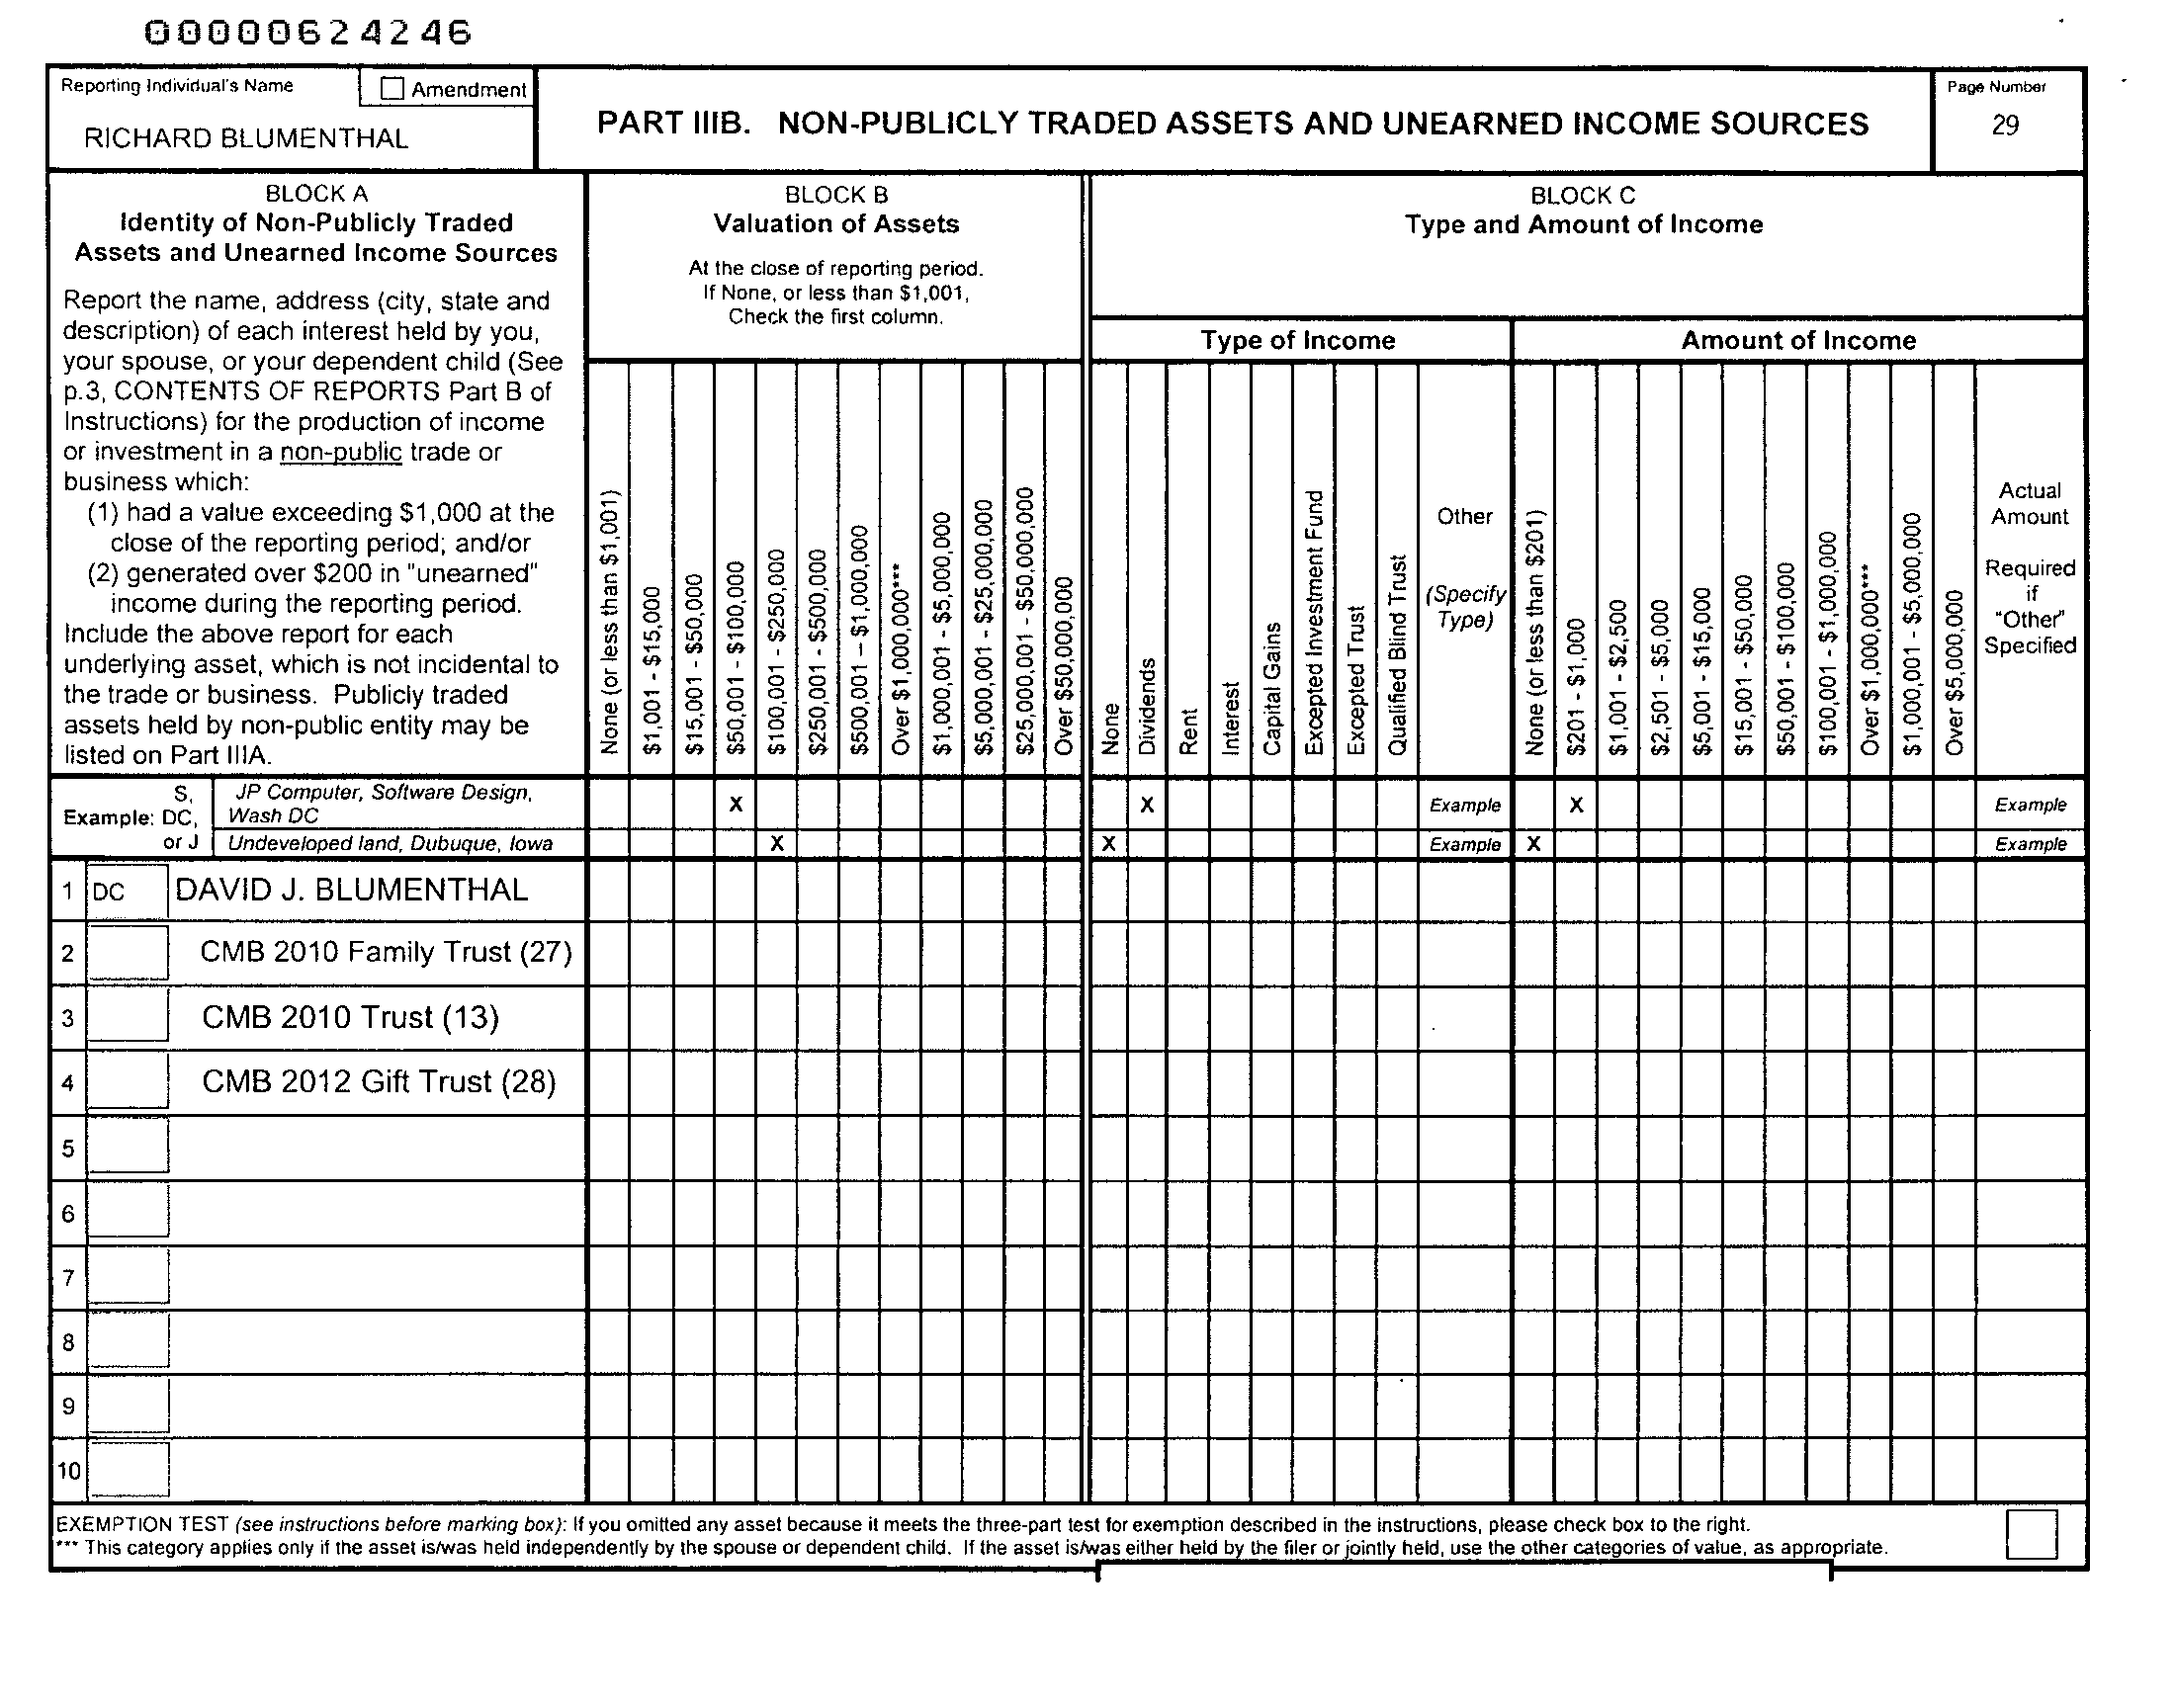 00000624246
Reporting Individual's Name
Amendment
RICHARD BLUMENTHAL
PART IIIB. NON-PUBLICLY TRADED ASSETS AND UNEARNED INCOME SOURCES
Page Number
29
BLOCK A
Identity of Non-Publicly Traded
Assets and Unearned Income Sources
Report the name, address (city, state and
description) of each interest held by you,
your spouse, or your dependent child (See
p.3, CONTENTS OF REPORTS Part B of
Instructions) for the production of income
or investment in a non-public trade or
business which:
(1) had a value exceeding $1,000 at the
close of the reporting period; and/or
(2) generated over $200 in "unearned"
income during the reporting period.
Include the above report for each
underlying asset, which is not incidental to
the trade or business. Publicly traded
assets held by non-public entity may be
listed on Part IIIA.
BLOCK B
Valuation of Assets
At the close of reporting period.
If None, or less than $1,001,
Check the first column.
None (or less than $1,001)
$1,001 - $15,000
$15,001 - $50,000
$50,001 - $100,000
$100,001 - $250,000
$250,001 - $500,000
$500,001 – $1,000,000
Over $1,000,000***
$1,000,001 - $5,000,000
$5,000,001 - $25,000,000
$25,000,001 - $50,000,000
Over $50,000,000
BLOCK C
Type and Amount of Income
Type of Income
None
Dividends
Rent
Interest
Capital Gains
Excepted Investment Fund
Excepted Trust
Qualified Blind Trust
Other
(Specify
Type)
Amount of Income
None (or less than $201)
$201 - $1,000
$1,001 - $2,500
$2,501 - $5,000
$5,001 - $15,000
$15,001 - $50,000
$50,001 - $100,000
$100,001 - $1,000,000
Over $1,000,000***
$1,000,001 - $5,000,000
Over $5,000,000
Actual
Amount
Required
if
"Other"
Specified
S,
Example: DC,
or J
JP Computer, Software Design,
Wash DC
X X Example X Example
Undeveloped land, Dubuque, Iowa X X Example X Example
1 DC DAVID J. BLUMENTHAL
2 CMB 2010 Family Trust (27)
3 CMB 2010 Trust (13)
4 CMB 2012 Gift Trust (28)
5
6
7
8
9
10
EXEMPTION TEST (see instructions before marking box): If you omitted any asset because it meets the three-part test for exemption described in the instructions, please check box to the right.
*** This category applies only if the asset is/was held independently by the spouse or dependent child. If the asset is/was either held by the filer or jointly held, use the other categories of value, as appropriate.